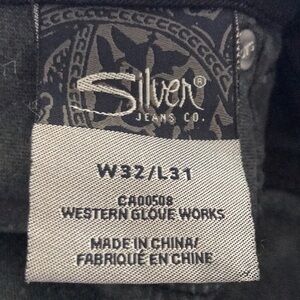 Silver®
JEANS CO.
W32/L31
CA00508
WESTERN GLOVE WORKS
MADE IN CHINA/
FABRIQUÉ EN CHINE